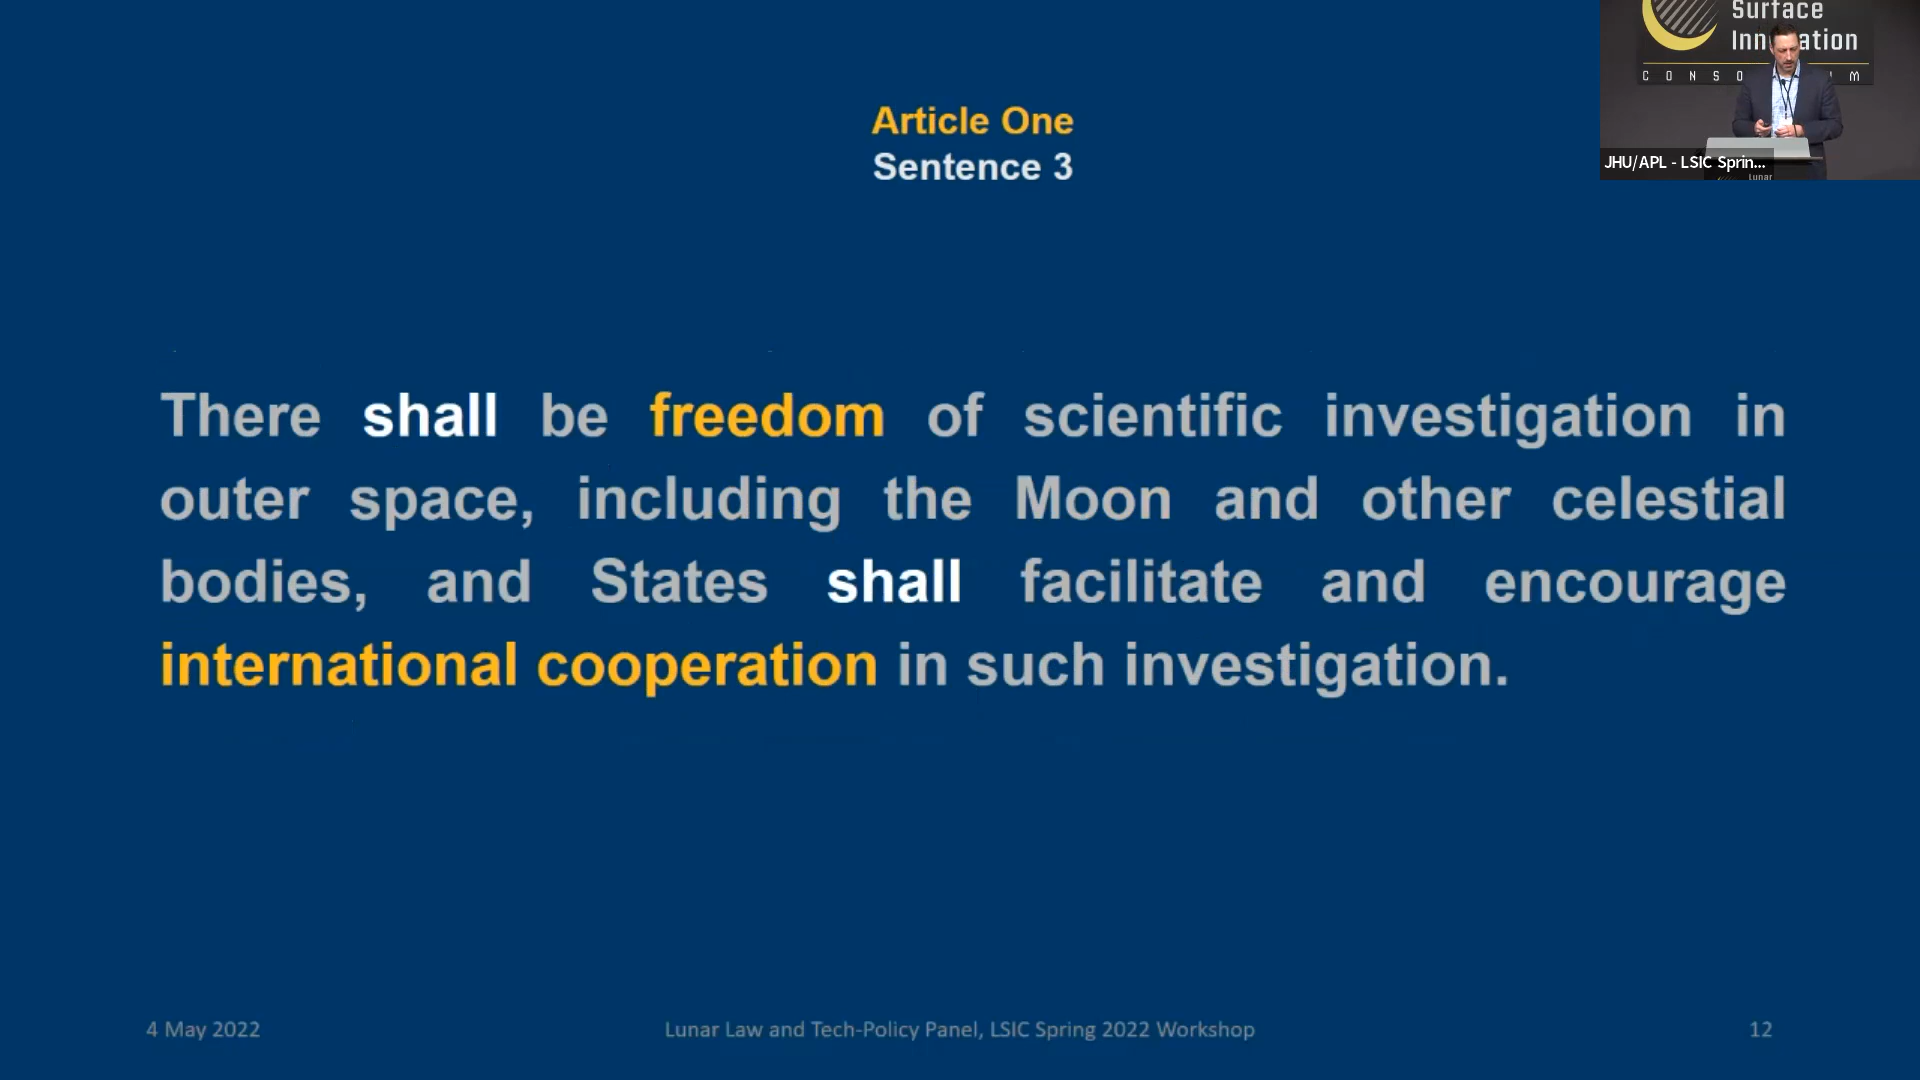 Article One
Sentence 3
There shall be freedom of scientific investigation in
outer space, including the Moon and other celestial
bodies, and States shall facilitate and encourage
international cooperation in such investigation.
4 May 2022
Lunar Law and Tech-Policy Panel, LSIC Spring 2022 Workshop
12
Surface
JHU/APL - LSIC Sprin...
Lunar